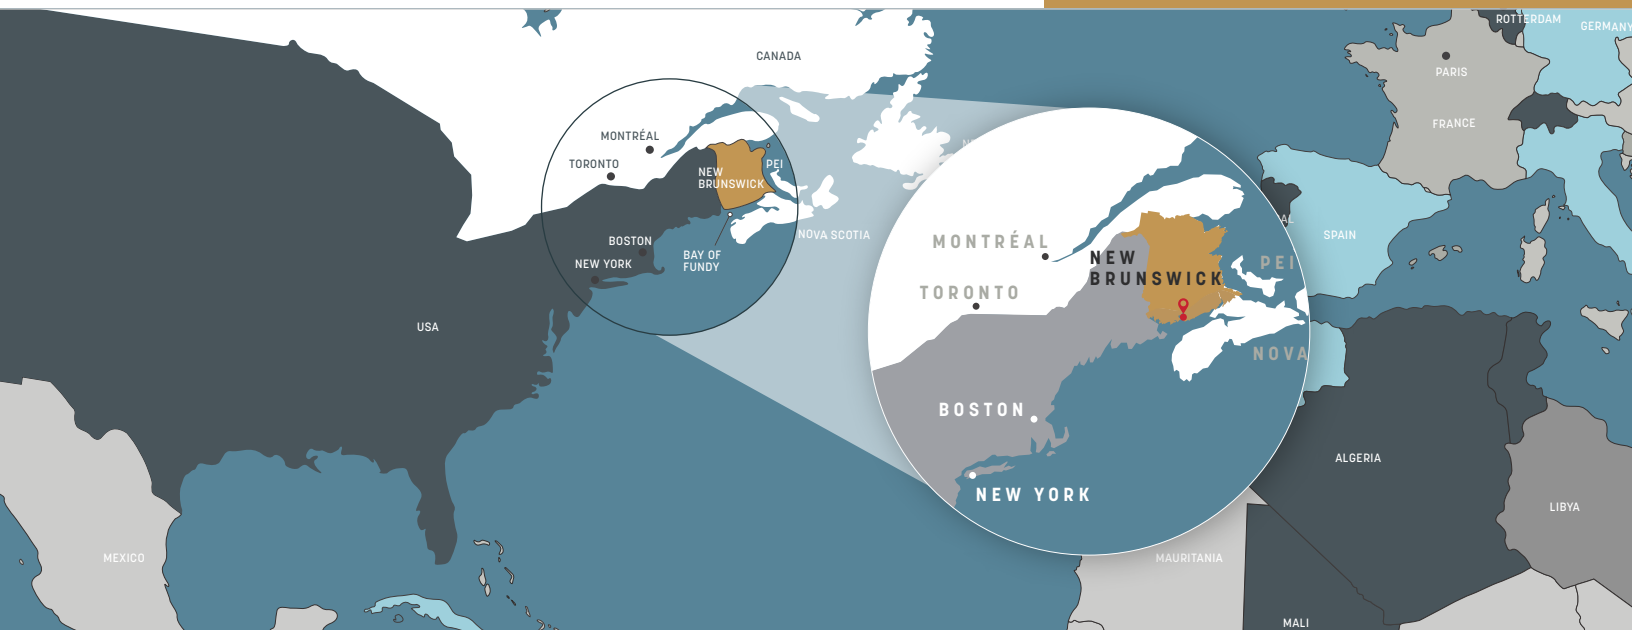 ROTTERDAM
GERMANY
CANADA
PARIS
FRANCE
MONTRÉAL
TORONTO
PEI
NEW
BRUNSWICK
NOVA SCOTIA
BOSTON
NEW YORK
BAY OF
FUNDY
USA
MEXICO
MONTRÉAL
TORONTO
NEW
BRUNSWICK
PEI
NOVA
BOSTON
NEW YORK
AL
SPAIN
ALGERIA
LIBYA
MAURITANIA
MALI